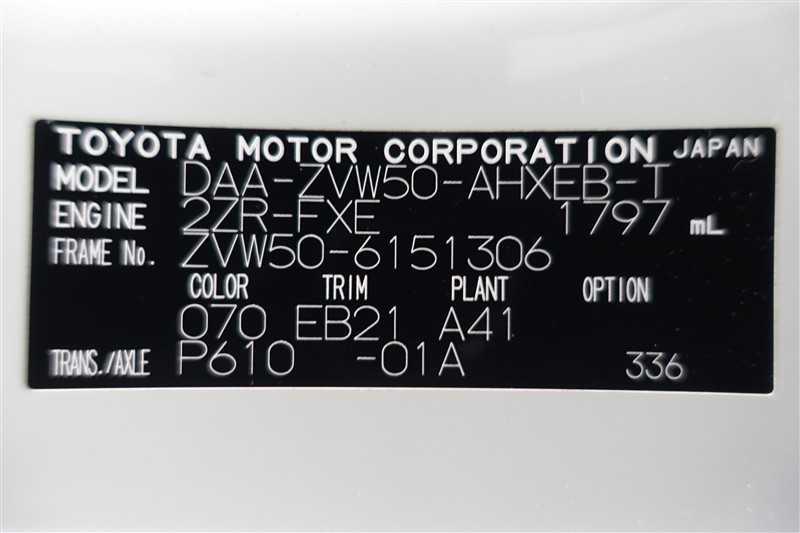 TOYOTA MOTOR CORPORATION JAPAN
MODEL DAA-ZVW50-AHXEB-T
ENGINE 2ZR-FXE 1797 mL
FRAME No. ZVW50-6151306
COLOR TRIM PLANT OPTION
070 EB21 A41
TRANS./AXLE P610 -01A 336